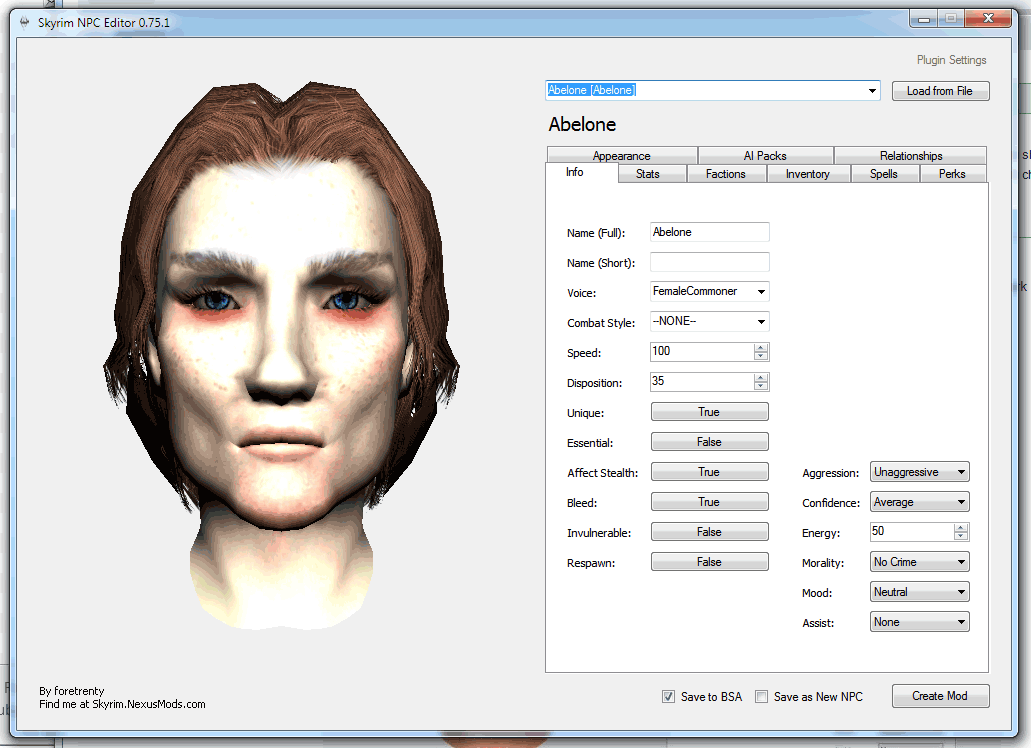 Skyrim NPC Editor 0.75.1
Plugin Settings
Abelone [Abelone]
Load from File
Abelone
Appearance AI Packs Relationships
Info Stats Factions Inventory Spells Perks
Name (Full): Abelone
Name (Short):
Voice: FemaleCommoner
Combat Style: --NONE--
Speed: 100
Disposition: 35
Unique: True
Essential: False
Affect Stealth: True Aggression: Unaggressive
Bleed: True Confidence: Average
Invulnerable: False Energy: 50
Respawn: False Morality: No Crime
Mood: Neutral
Assist: None
By foretrenty
Find me at Skyrim.NexusMods.com
Save to BSA Save as New NPC Create Mod